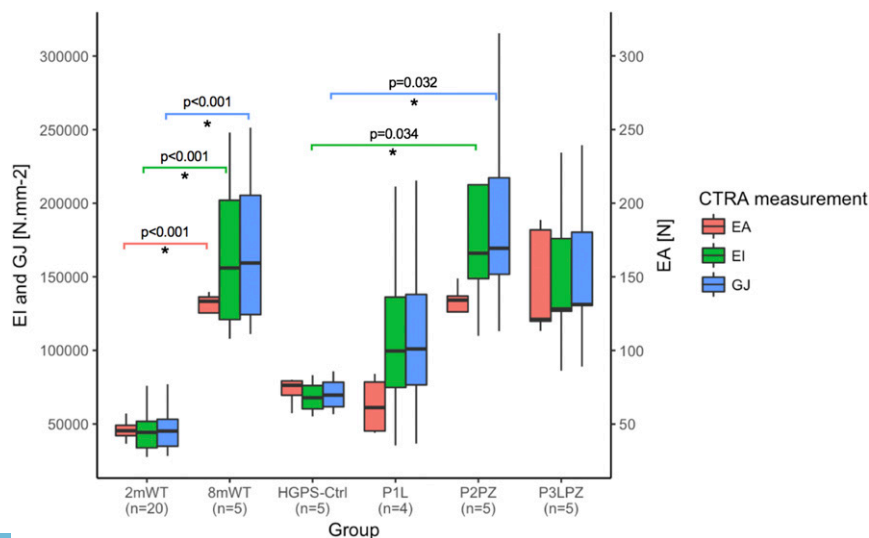 300000
250000
200000
150000
100000
50000
EI and GJ [N.mm-2]
p<0.001
*
p<0.001
*
p<0.001
*
p=0.034
*
p=0.032
*
300
250
200
150
100
50
EA [N]
CTRA measurement
EA
EI
GJ
2mWT 8mWT HGPS-Ctrl P1L P2PZ P3LPZ
(n=20) (n=5) (n=5) (n=4) (n=5) (n=5)
Group